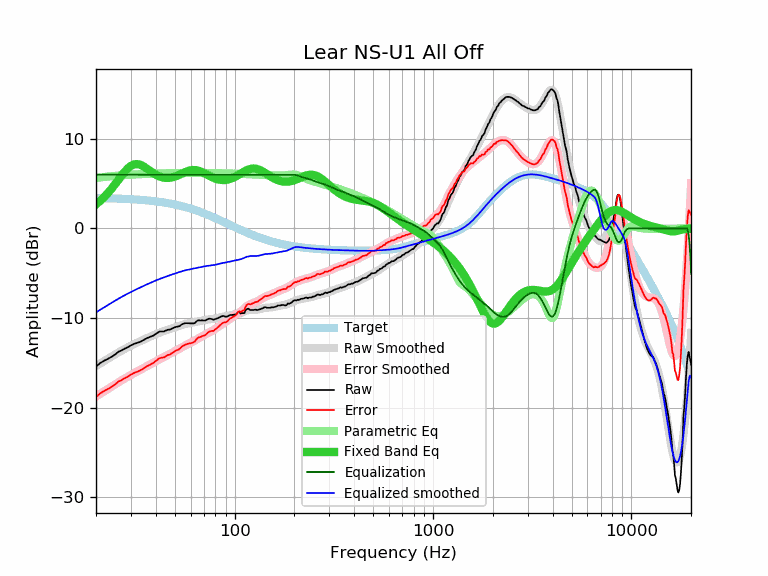 Lear NS-U1 All Off
Amplitude (dBr)
10
0
−10
−20
−30
Target
Raw Smoothed
Error Smoothed
Raw
Error
Parametric Eq
Fixed Band Eq
Equalization
Equalized smoothed
100
1000
10000
Frequency (Hz)